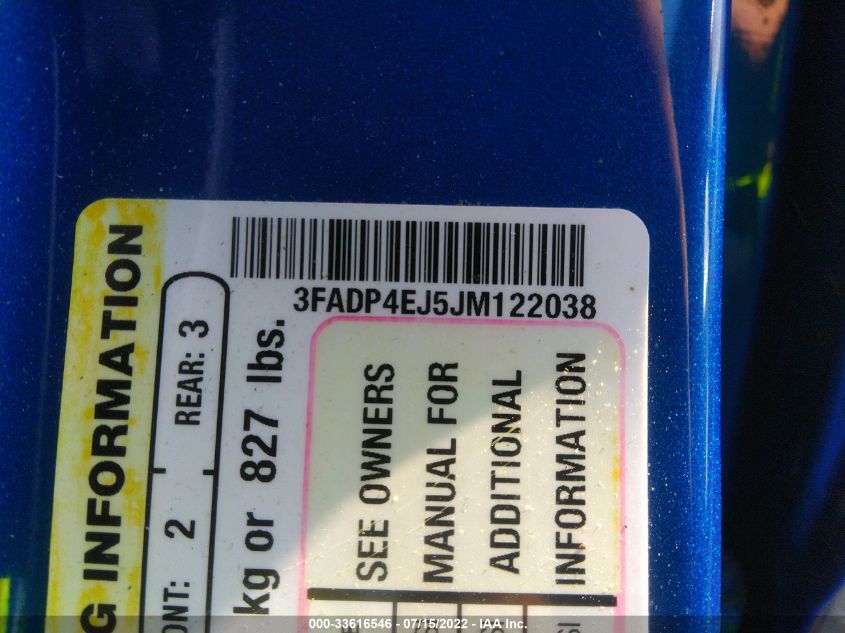 3FADP4EJ5JM122038
G INFORMATION
ONT: 2
REAR: 3
kg or 827 lbs.
SEE OWNERS
MANUAL FOR
ADDITIONAL
INFORMATION
000-33616546 - 07/15/2022 - IAA Inc.